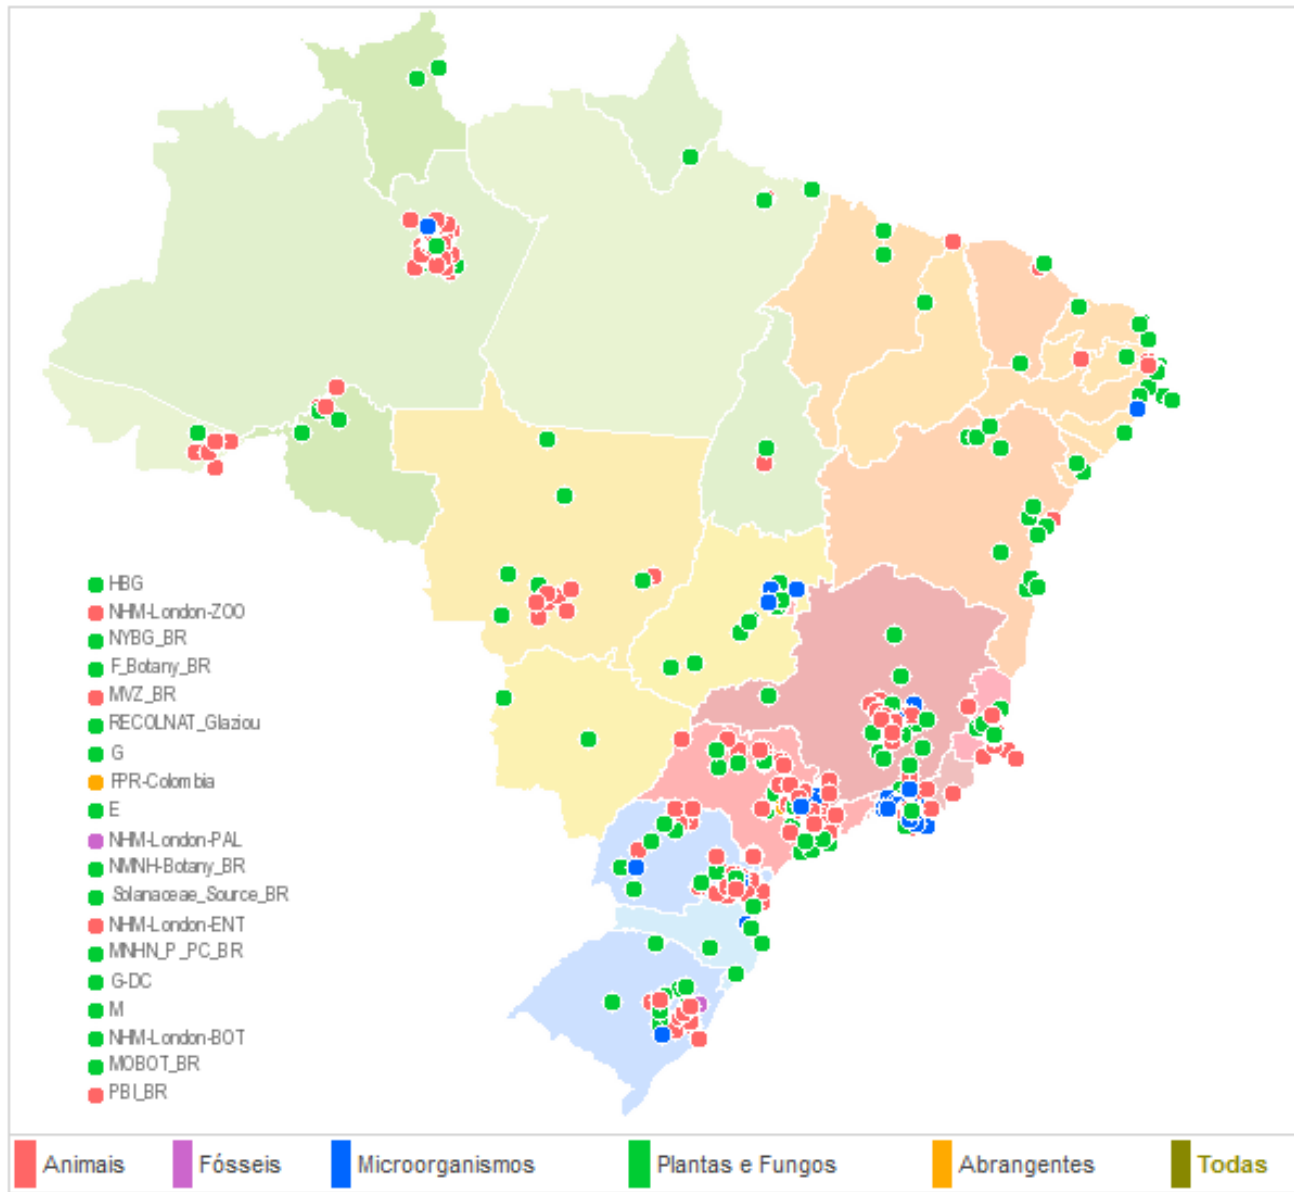 HBG
NHM-London-ZOO
NYBG_BR
F_Botany_BR
MVZ_BR
RECOLNAT_Glaziou
G
FPR-Colombia
E
NHM-London-PAL
NMNH-Botany_BR
Solanaceae_Source_BR
NHM-London-ENT
MNHN_P_PC_BR
G-DC
M
NHM-London-BOT
MOBOT_BR
PBI_BR
Animais Fósseis Microorganismos Plantas e Fungos Abrangentes Todas